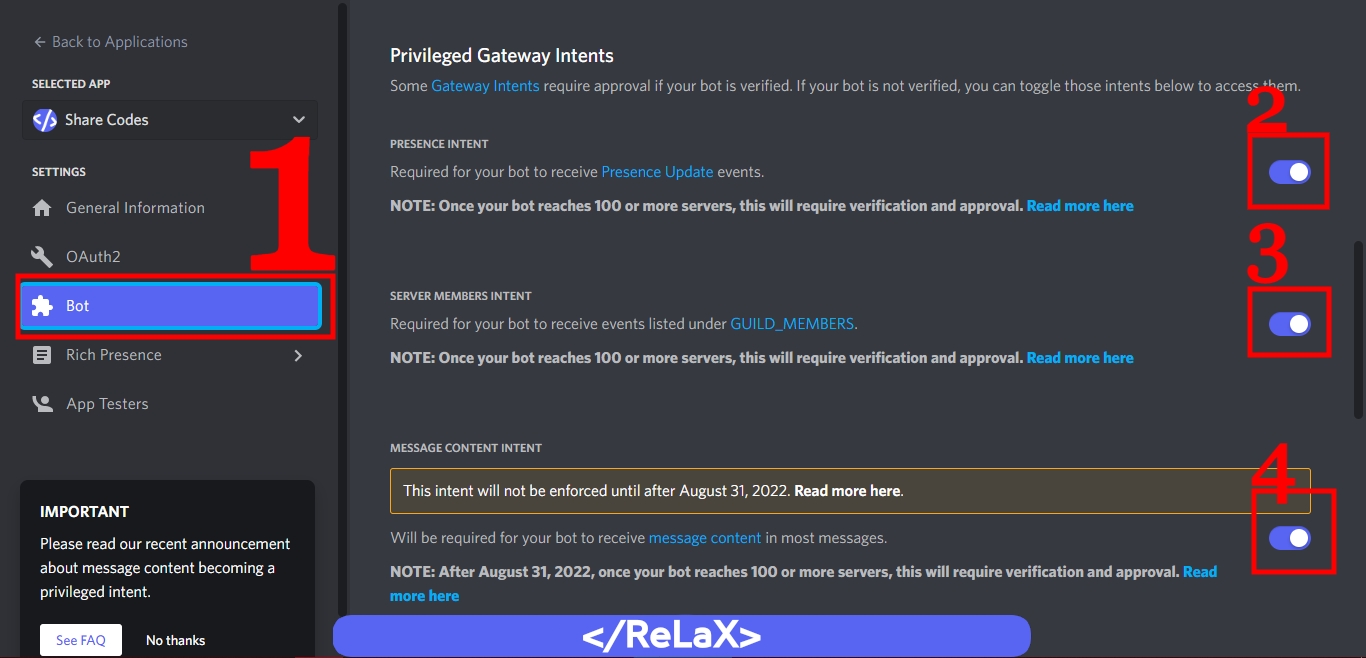 ← Back to Applications
SELECTED APP
</> Share Codes
SETTINGS
General Information
OAuth2
Bot
Rich Presence
App Testers
IMPORTANT
Please read our recent announcement
about message content becoming a
privileged intent.
See FAQ No thanks
1
Privileged Gateway Intents
Some Gateway Intents require approval if your bot is verified. If your bot is not verified, you can toggle those intents below to access them.
2
PRESENCE INTENT
Required for your bot to receive Presence Update events.
NOTE: Once your bot reaches 100 or more servers, this will require verification and approval. Read more here
3
SERVER MEMBERS INTENT
Required for your bot to receive events listed under GUILD_MEMBERS.
NOTE: Once your bot reaches 100 or more servers, this will require verification and approval. Read more here
MESSAGE CONTENT INTENT
4
This intent will not be enforced until after August 31, 2022. Read more here.
Will be required for your bot to receive message content in most messages.
NOTE: After August 31, 2022, once your bot reaches 100 or more servers, this will require verification and approval. Read
more here
</ReLaX>